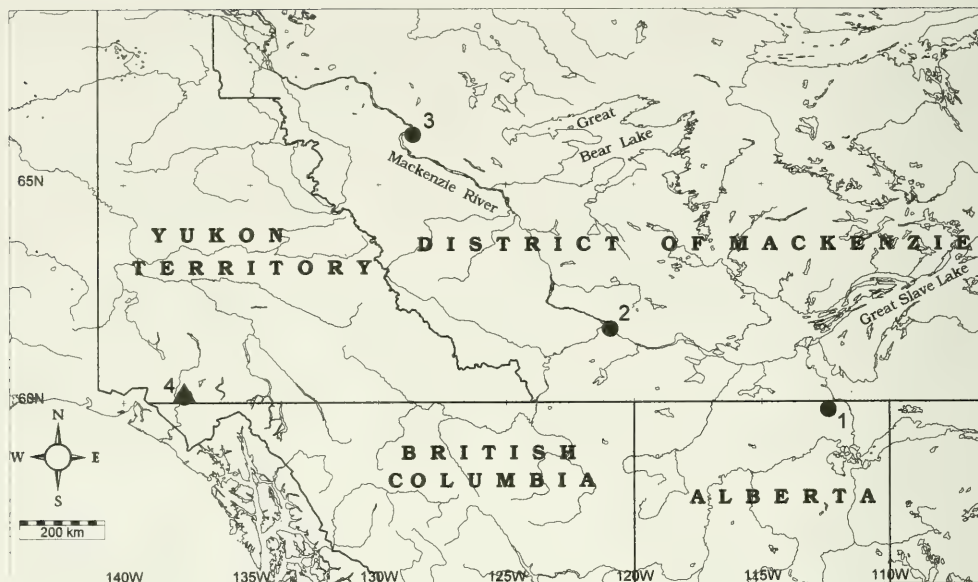 3
Great
Bear Lake
Mackenzie River
65N
YUKON
TERRITORY
DISTRICT OF MACKENZIE
Great Slave Lake
2
4
60N
1
N
W E
S
BRITISH
COLUMBIA
ALBERTA
200 km
140W 135W 130W 125W 120W 115W 110W